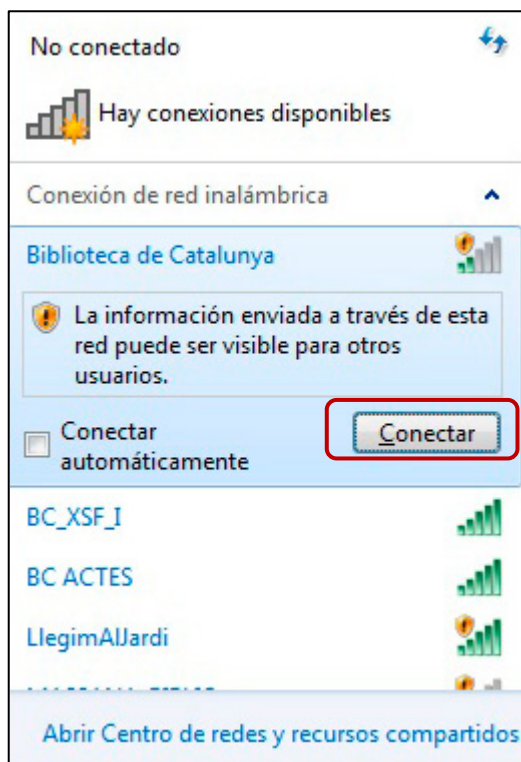 No conectado
Hay conexiones disponibles
Conexión de red inalámbrica
Biblioteca de Catalunya
La información enviada a través de esta
red puede ser visible para otros
usuarios.
Conectar
automáticamente
Conectar
BC_XSF_I
BC ACTES
LlegimAlJardi
Abrir Centro de redes y recursos compartidos